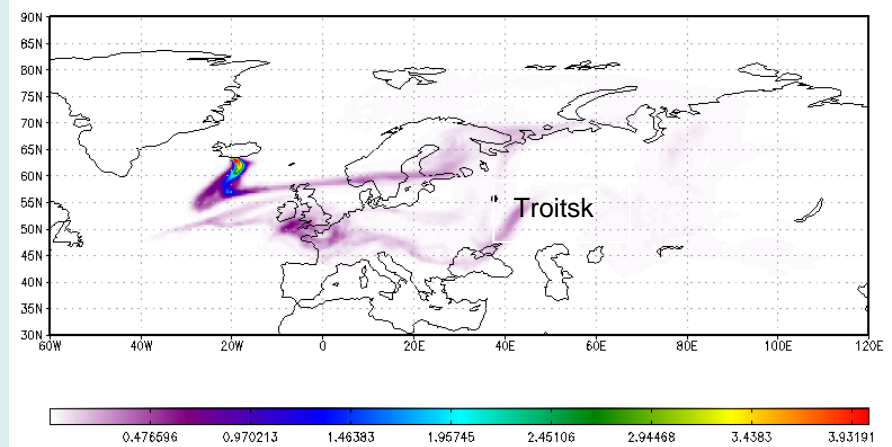 90N
85N
80N
75N
70N
65N
60N
55N
Troitsk
50N
45N
40N
35N
30N
60W 40W 20W 0 20E 40E 60E 80E 100E 120E
0.476596 0.970213 1.46383 1.95745 2.45106 2.94468 3.4383 3.93191